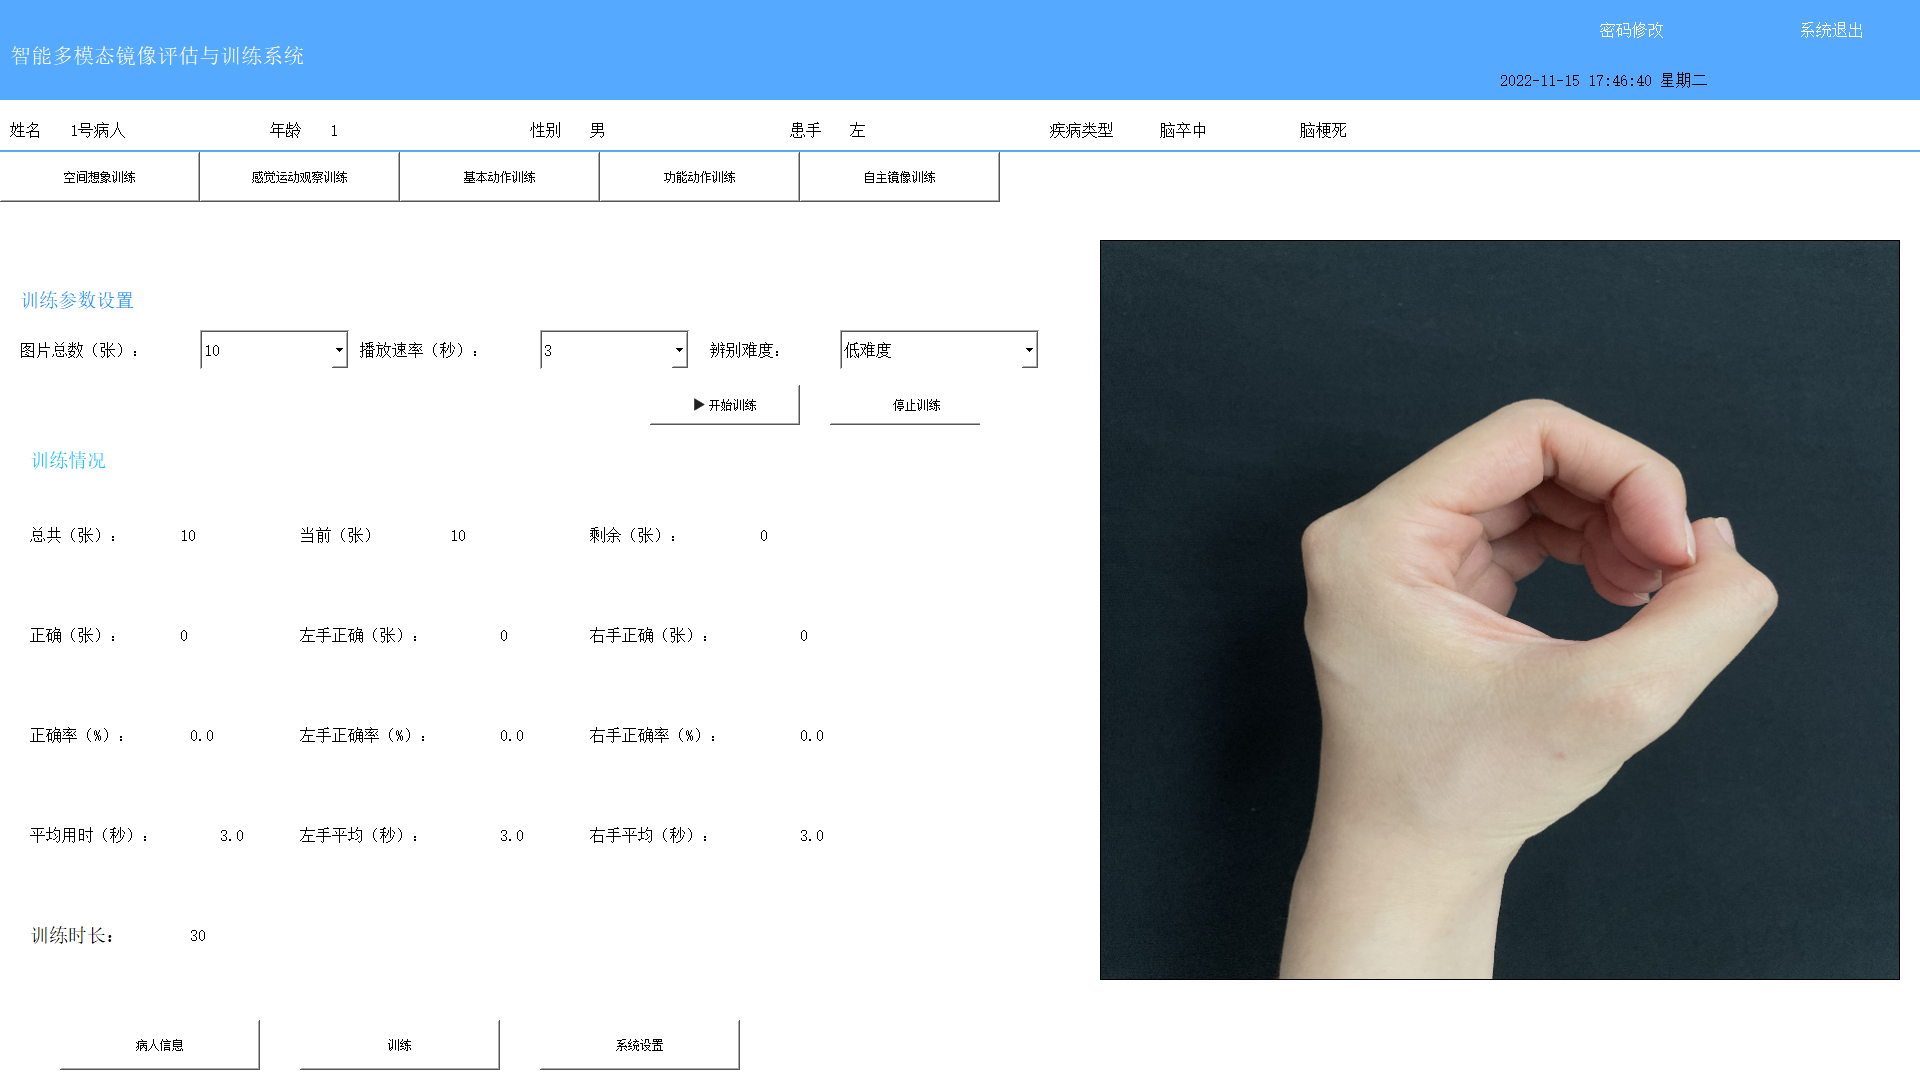 智能多模态镜像评估与训练系统
密码修改 系统退出
2022-11-15 17:46:40 星期二
姓名 1号病人 年龄 1 性别 男 患手 左 疾病类型 脑卒中 脑梗死
空间想象训练 感觉运动观察训练 基本动作训练 功能动作训练 自主镜像训练
训练参数设置
图片总数（张）： 10 播放速率（秒）： 3 辨别难度： 低难度
▶ 开始训练 停止训练
训练情况
总共（张）： 10 当前（张） 10 剩余（张）： 0
正确（张）： 0 左手正确（张）： 0 右手正确（张）： 0
正确率（%）： 0.0 左手正确率（%）： 0.0 右手正确率（%）： 0.0
平均用时（秒）： 3.0 左手平均（秒）： 3.0 右手平均（秒）： 3.0
训练时长： 30
病人信息 训练 系统设置